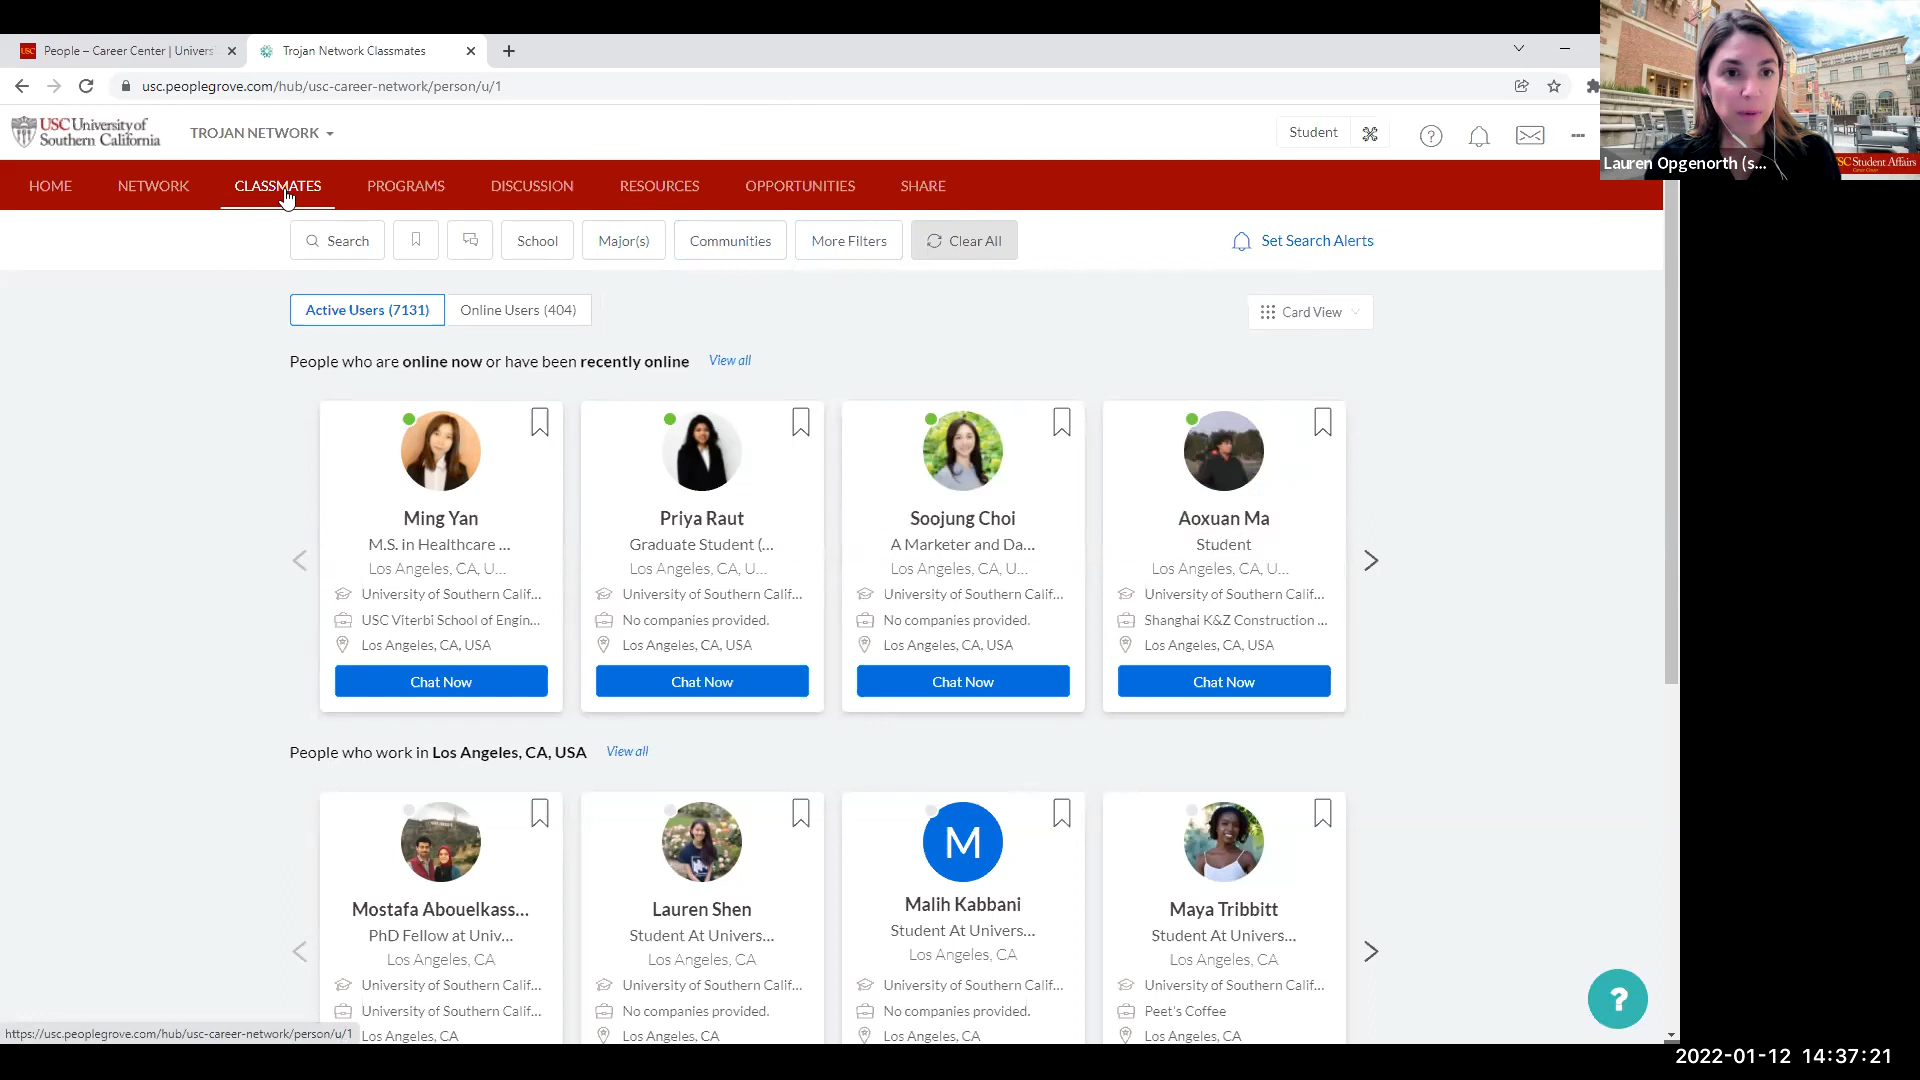 People – Career Center | Univers
Trojan Network Classmates
usc.peoplegrove.com/hub/usc-career-network/person/u/1
USC University of
Southern California
TROJAN NETWORK
Student
Lauren Opgenorth (s...
SC Student Affairs
HOME
NETWORK
CLASSMATES
PROGRAMS
DISCUSSION
RESOURCES
OPPORTUNITIES
SHARE
Search
School
Major(s)
Communities
More Filters
Clear All
Set Search Alerts
Active Users (7131)
Online Users (404)
Card View
People who are online now or have been recently online View all
Ming Yan
M.S. in Healthcare ...
Los Angeles, CA, U...
University of Southern Calif...
USC Viterbi School of Engin...
Los Angeles, CA, USA
Chat Now
Priya Raut
Graduate Student (...
Los Angeles, CA, U...
University of Southern Calif...
No companies provided.
Los Angeles, CA, USA
Chat Now
Soojung Choi
A Marketer and Da...
Los Angeles, CA, U...
University of Southern Calif...
No companies provided.
Los Angeles, CA, USA
Chat Now
Aoxuan Ma
Student
Los Angeles, CA, U...
University of Southern Calif...
Shanghai K&Z Construction ...
Los Angeles, CA, USA
Chat Now
People who work in Los Angeles, CA, USA View all
Mostafa Abouelkass...
PhD Fellow at Univ...
Los Angeles, CA
University of Southern Calif...
University of Southern Calif...
Los Angeles, CA
Lauren Shen
Student At Univers...
Los Angeles, CA
University of Southern Calif...
No companies provided.
Los Angeles, CA
M
Malih Kabbani
Student At Univers...
Los Angeles, CA
University of Southern Calif...
No companies provided.
Los Angeles, CA
Maya Tribbitt
Student At Univers...
Los Angeles, CA
University of Southern Calif...
Peet's Coffee
Los Angeles, CA
https://usc.peoplegrove.com/hub/usc-career-network/person/u/1
2022-01-12 14:37:21